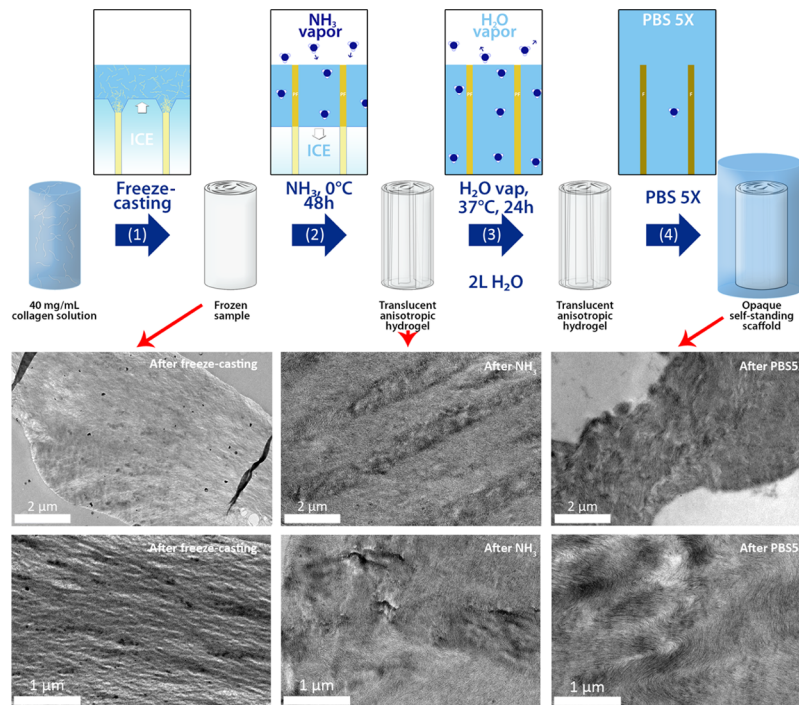 ICE
NH₃
vapor
ICE
H₂O
vapor
PBS 5X
Freeze-
casting
(1)
NH₃, 0°C
48h
(2)
H₂O vap,
37°C, 24h
(3)
2L H₂O
PBS 5X
(4)
40 mg/mL
collagen solution
Frozen
sample
Translucent
anisotropic
hydrogel
Translucent
anisotropic
hydrogel
Opaque
self-standing
scaffold
After freeze-casting
2 µm
After NH₃
2 µm
After PBS5
2 µm
After freeze-casting
1 µm
After NH₃
1 µm
After PBS5
1 µm